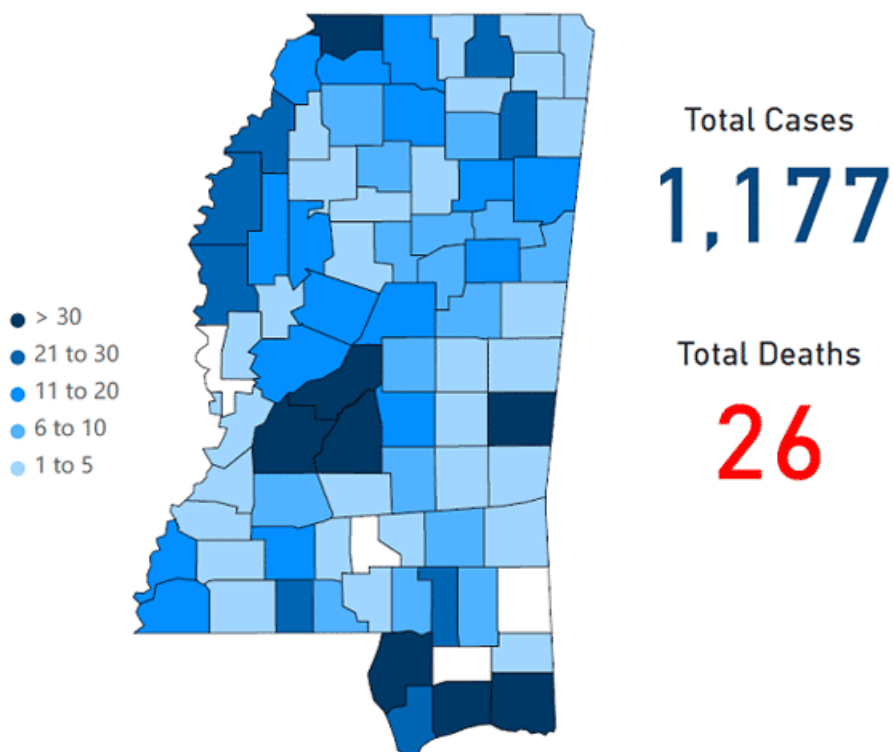 Total Cases
1,177
> 30
21 to 30
11 to 20
6 to 10
1 to 5
Total Deaths
26